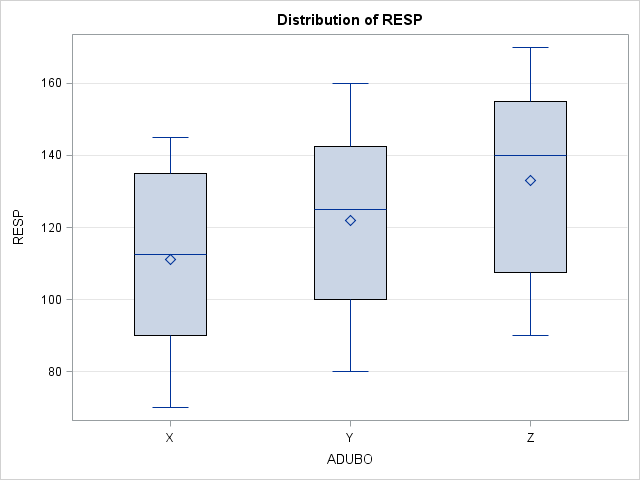 Distribution of RESP
160
140
120
100
80
RESP
X Y Z
ADUBO